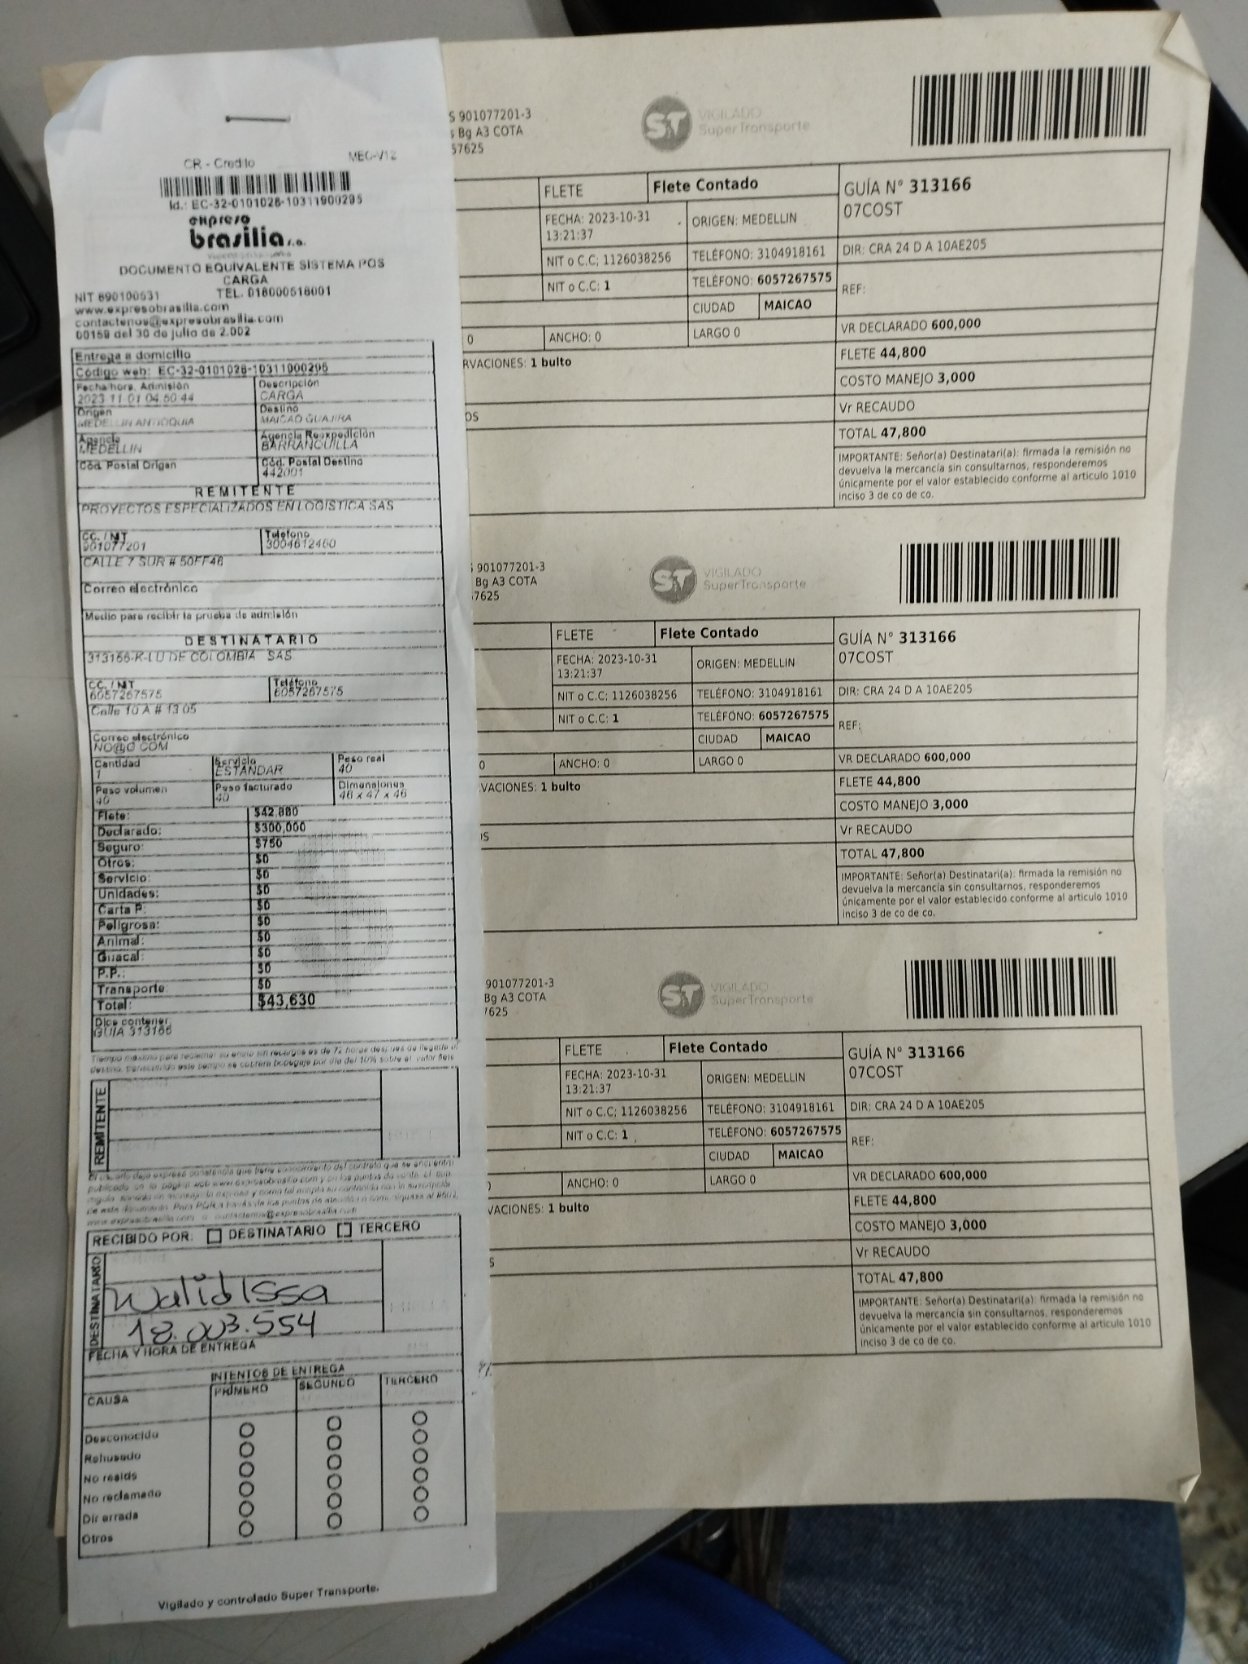 CR - Credito MEC-V12
Id.: EC-32-0101026-10311900295
expreso
brasilia s.a.
DOCUMENTO EQUIVALENTE SISTEMA POS
CARGA
NIT 890100531 TEL. 018000518001
www.expresobrasilia.com
contactenos@expresobrasilia.com
00159 del 30 de julio de 2.002
Entrega a domicilio
Código web: EC-32-0101026-10311900295
Fecha hora. Admisión Descripción
2023 11 01 04:50:44 CARGA
Origen Destino
MEDELLIN ANTIOQUIA MAICAO GUAJIRA
Agencia Agencia Reexpedición
MEDELLIN BARRANQUILLA
Cód. Postal Origen Cód. Postal Destino
442001
REMITENTE
PROYECTOS ESPECIALIZADOS EN LOGISTICA SAS
CC. / NIT Teléfono
901077201 3004612460
CALLE 7 SUR # 50FF46
Correo electrónico
Medio para recibir la prueba de admisión
DESTINATARIO
313166-K-LU DE COLOMBIA SAS
CC. / NIT Teléfono
6057267575 6057267575
Calle 10 A # 13 05
Correo electrónico
NO@O COM
Cantidad Servicio Peso real
1 ESTANDAR 40
Peso volumen Peso facturado Dimensiones
40 40 46 x 47 x 46
Flete: $42,880
Declarado: $300,000
Seguro: $750
Otros: $0
Servicio: $0
Unidades: $0
Carta P: $0
Peligrosa: $0
Animal: $0
Guacal: $0
P.P.: $0
Transporte $0
Total: $43,630
Dice contener:
GUIA 313166
REMITENTE
RECIBIDO POR: DESTINATARIO TERCERO
DESTINATARIO
Walid Issa
18.003.554
FECHA Y HORA DE ENTREGA
INTENTOS DE ENTREGA
CAUSA PRIMERO SEGUNDO TERCERO
Desconocido
Rehusado
No reside
No reclamado
Dir errada
Otros
Vigilado y controlado Super Transporte.
S 901077201-3
s Bg A3 COTA
57625
ST VIGILADO
SuperTransporte
FLETE Flete Contado GUÍA N° 313166
07COST
FECHA: 2023-10-31
13:21:37 ORIGEN: MEDELLIN
NIT o C.C; 1126038256 TELÉFONO: 3104918161 DIR: CRA 24 D A 10AE205
NIT o C.C: 1 TELÉFONO: 6057267575 REF:
CIUDAD MAICAO
0 ANCHO: 0 LARGO 0 VR DECLARADO 600,000
RVACIONES: 1 bulto FLETE 44,800
COSTO MANEJO 3,000
OS Vr RECAUDO
TOTAL 47,800
IMPORTANTE: Señor(a) Destinatari(a): firmada la remisión no
devuelva la mercancía sin consultarnos, responderemos
únicamente por el valor establecido conforme al articulo 1010
inciso 3 de co de co.
901077201-3
Bg A3 COTA
7625
ST VIGILADO
SuperTransporte
FLETE Flete Contado GUÍA N° 313166
07COST
FECHA: 2023-10-31
13:21:37 ORIGEN: MEDELLIN
NIT o C.C; 1126038256 TELÉFONO: 3104918161 DIR: CRA 24 D A 10AE205
NIT o C.C: 1 TELÉFONO: 6057267575 REF:
CIUDAD MAICAO
0 ANCHO: 0 LARGO 0 VR DECLARADO 600,000
VACIONES: 1 bulto FLETE 44,800
COSTO MANEJO 3,000
Vr RECAUDO
TOTAL 47,800
IMPORTANTE: Señor(a) Destinatari(a): firmada la remisión no
devuelva la mercancía sin consultarnos, responderemos
únicamente por el valor establecido conforme al articulo 1010
inciso 3 de co de co.
901077201-3
Bg A3 COTA
7625
ST VIGILADO
SuperTransporte
FLETE Flete Contado GUÍA N° 313166
07COST
FECHA: 2023-10-31
13:21:37 ORIGEN: MEDELLIN
NIT o C.C; 1126038256 TELÉFONO: 3104918161 DIR: CRA 24 D A 10AE205
NIT o C.C: 1 TELÉFONO: 6057267575 REF:
CIUDAD MAICAO
ANCHO: 0 LARGO 0 VR DECLARADO 600,000
VACIONES: 1 bulto FLETE 44,800
COSTO MANEJO 3,000
S Vr RECAUDO
TOTAL 47,800
IMPORTANTE: Señor(a) Destinatari(a): firmada la remisión no
devuelva la mercancía sin consultarnos, responderemos
únicamente por el valor establecido conforme al articulo 1010
inciso 3 de co de co.